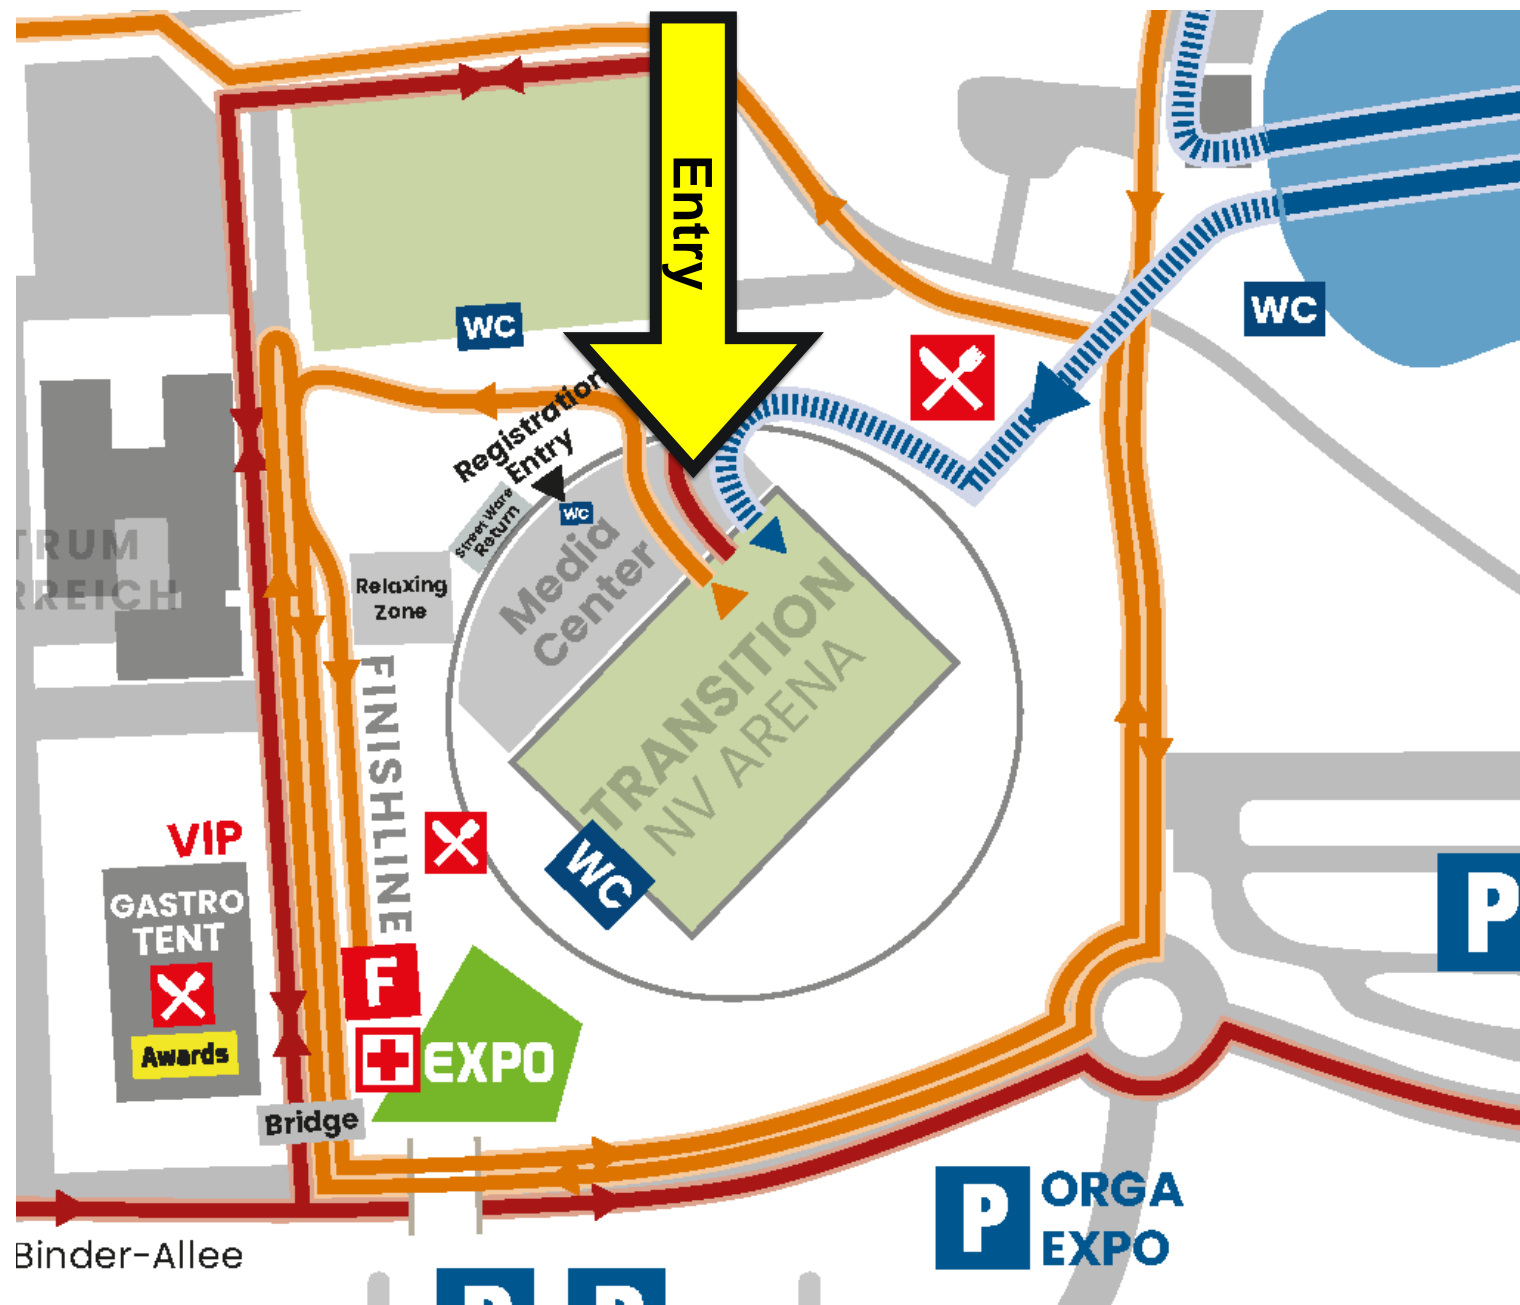 Entry
WC
WC
Registration
Entry
Street Ware
Return
WC
Media
Center
TRUM
RREICH
Relaxing
Zone
TRANSITION
NV ARENA
FINISHLINE
VIP
GASTRO
TENT
Awards
WC
P
F
EXPO
Bridge
P
ORGA
EXPO
Binder-Allee
P
P